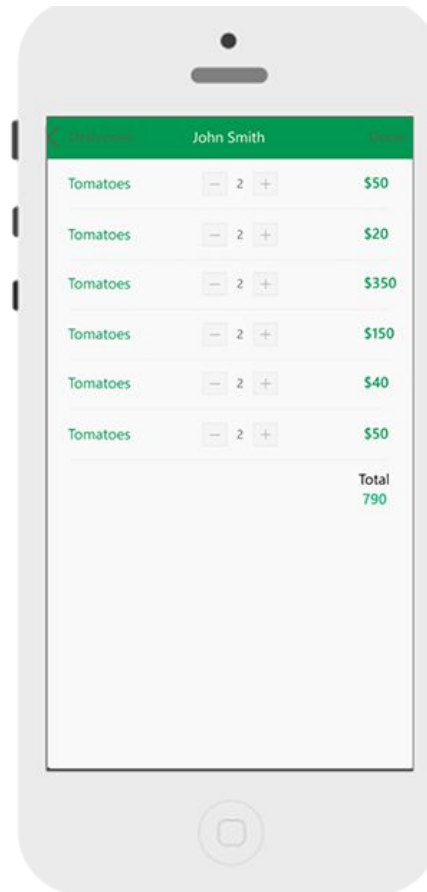 John Smith
Tomatoes − 2 + $50
Tomatoes − 2 + $20
Tomatoes − 2 + $350
Tomatoes − 2 + $150
Tomatoes − 2 + $40
Tomatoes − 2 + $50
Total
790